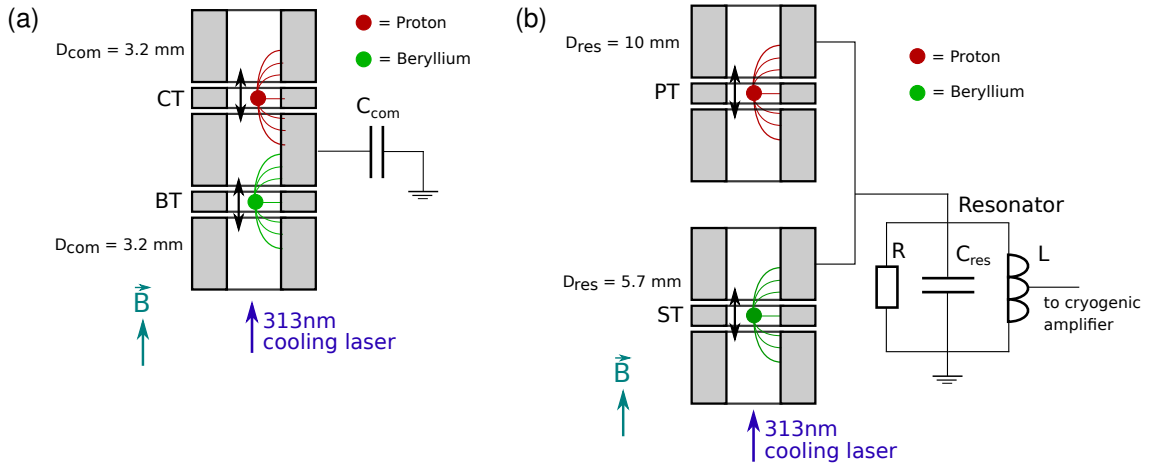 (a)
D_com = 3.2 mm
= Proton
= Beryllium
CT
C_com
BT
D_com = 3.2 mm
B
313nm
cooling laser
(b)
D_res = 10 mm
= Proton
= Beryllium
PT
Resonator
D_res = 5.7 mm
R
C_res
L
ST
to cryogenic
amplifier
B
313nm
cooling laser